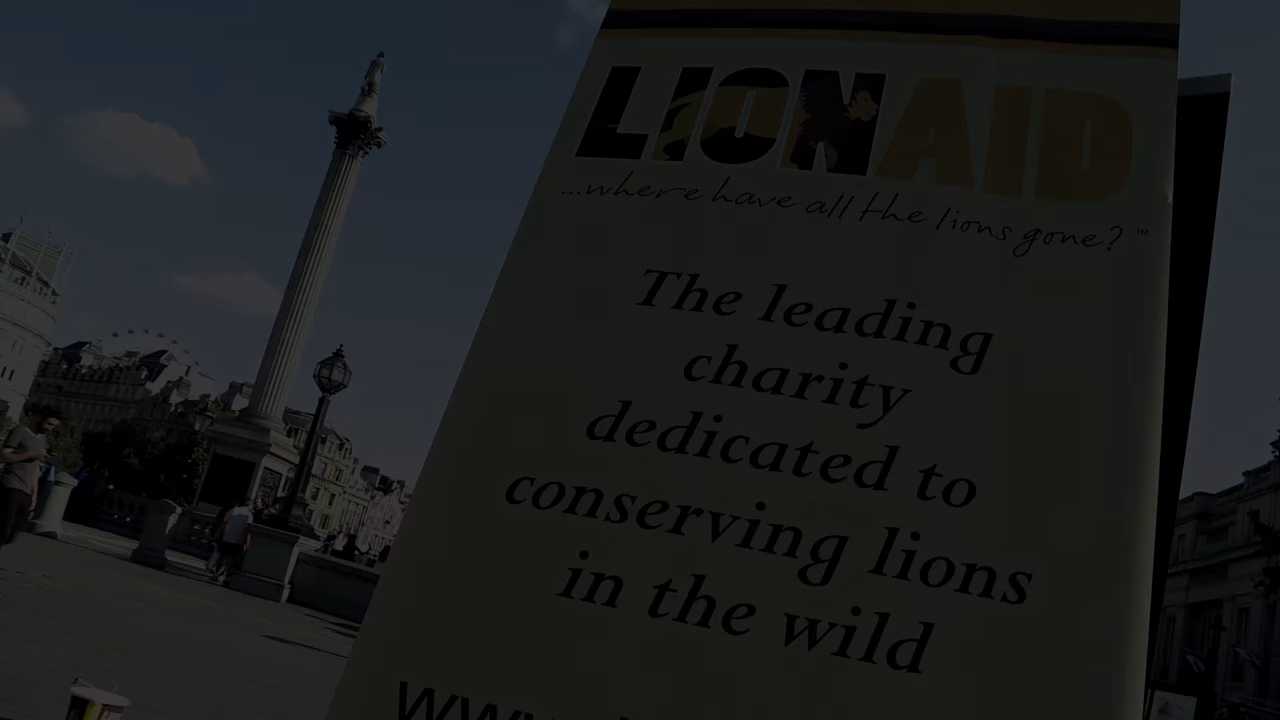 LIONAID
...where have all the lions gone?™
The leading
charity
dedicated to
conserving lions
in the wild